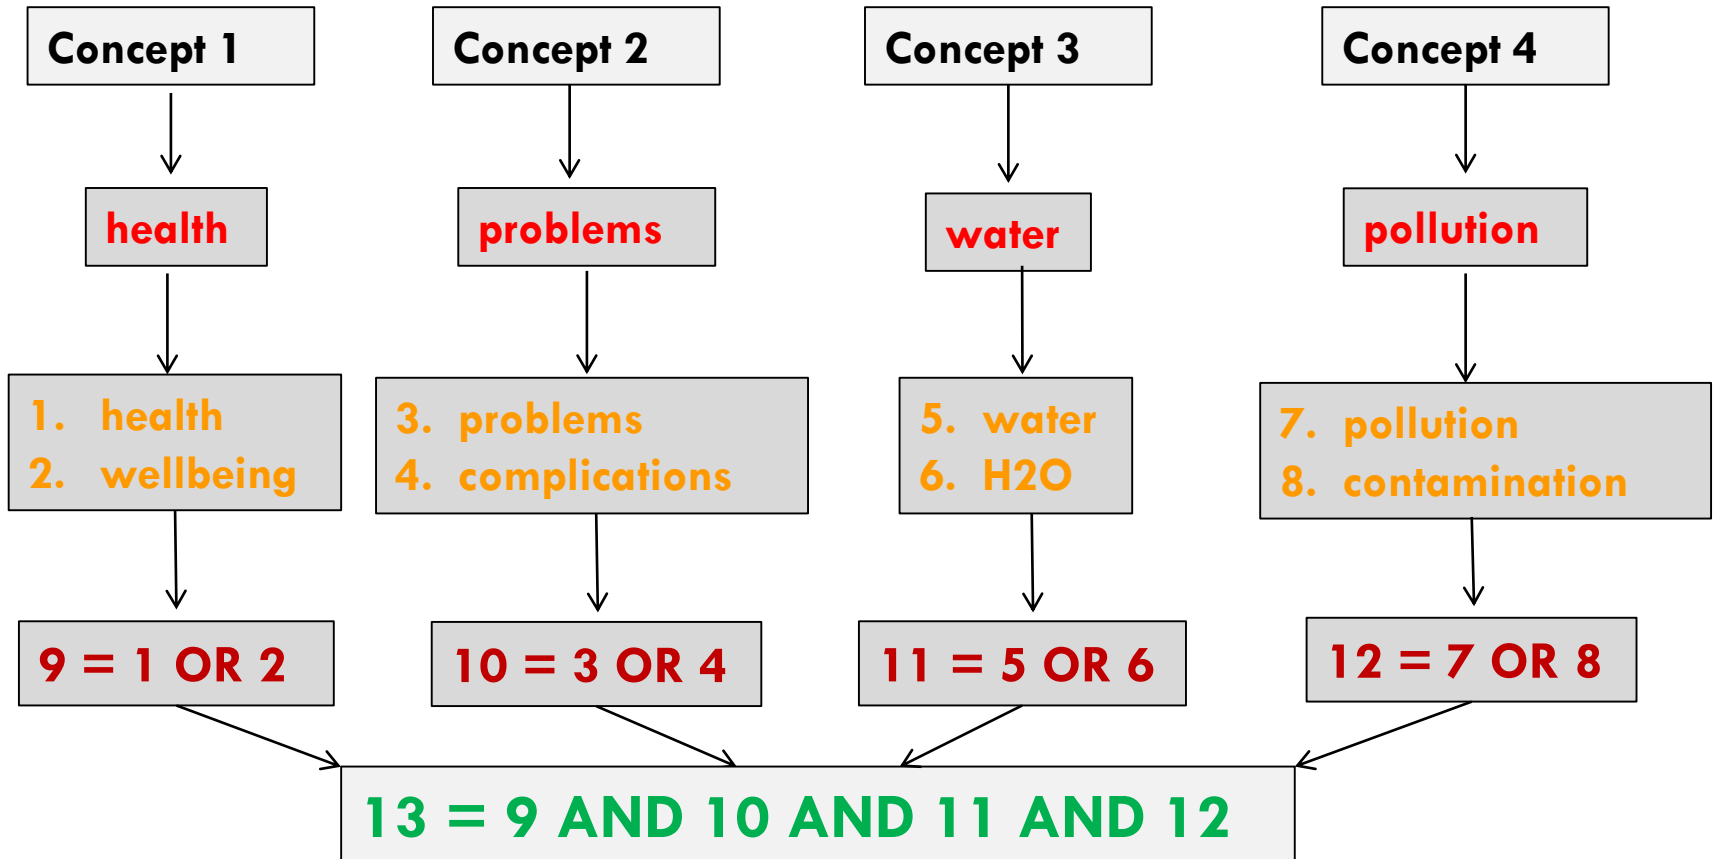 Concept 1
Concept 2
Concept 3
Concept 4
health
problems
water
pollution
1. health
2. wellbeing
3. problems
4. complications
5. water
6. H2O
7. pollution
8. contamination
9 = 1 OR 2
10 = 3 OR 4
11 = 5 OR 6
12 = 7 OR 8
13 = 9 AND 10 AND 11 AND 12